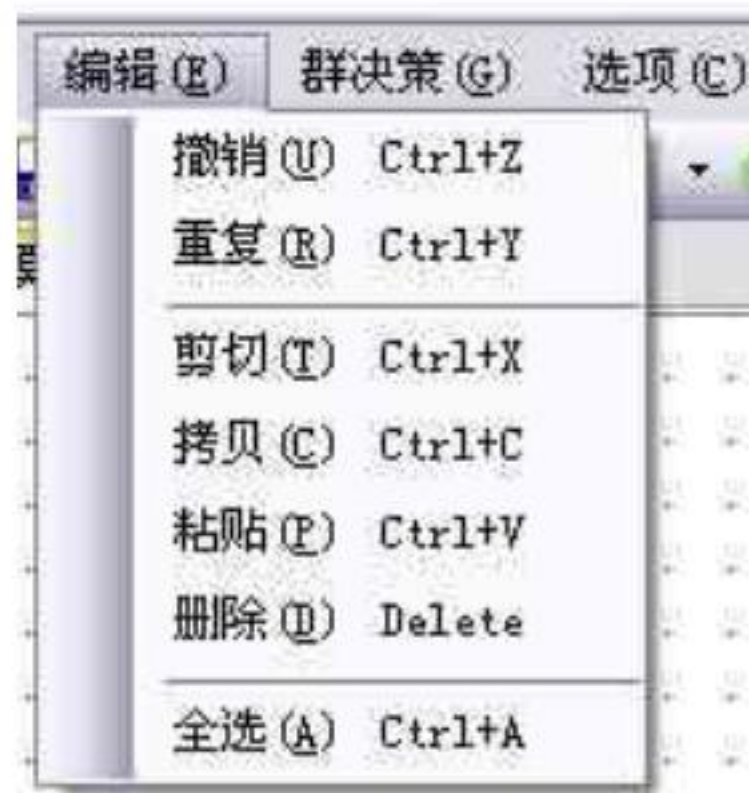 编辑(E) 群决策(G) 选项(C)
撤销(U) Ctrl+Z
重复(R) Ctrl+Y
剪切(T) Ctrl+X
拷贝(C) Ctrl+C
粘贴(P) Ctrl+V
册除(D) Delete
全选(A) Ctrl+A